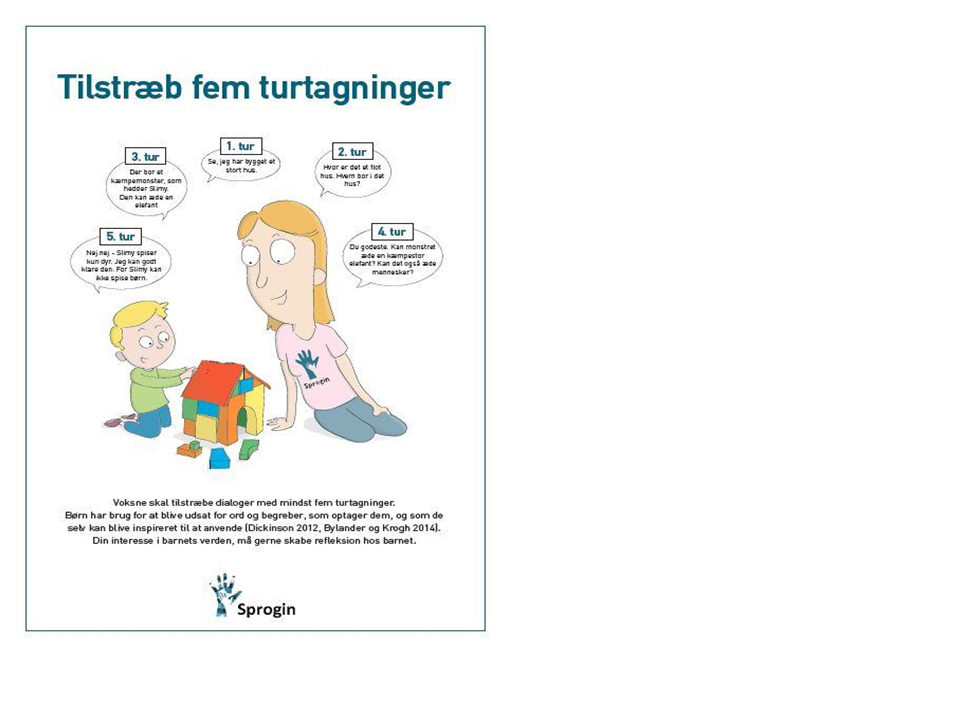 Tilstræb fem turtagninger
1. tur
Se, jeg har bygget et
stort hus.
2. tur
Hvor er det et flot
hus. Hvem bor i det
hus?
3. tur
Der bor et
kæmpemonster, som
hedder Slimy.
Den kan æde en
elefant
4. tur
Du godeste. Kan monstret
æde en kæmpestor
elefant? Kan det også æde
mennesker?
5. tur
Nej nej - Slimy spiser
kun dyr. Jeg kan godt
klare den. For Slimy kan
ikke spise børn.
Sprogin
Voksne skal tilstræbe dialoger med mindst fem turtagninger.
Børn har brug for at blive udsat for ord og begreber, som optager dem, og som de
selv kan blive inspireret til at anvende (Dickinson 2012, Bylander og Krogh 2014).
Din interesse i barnets verden, må gerne skabe refleksion hos barnet.
Sprogin